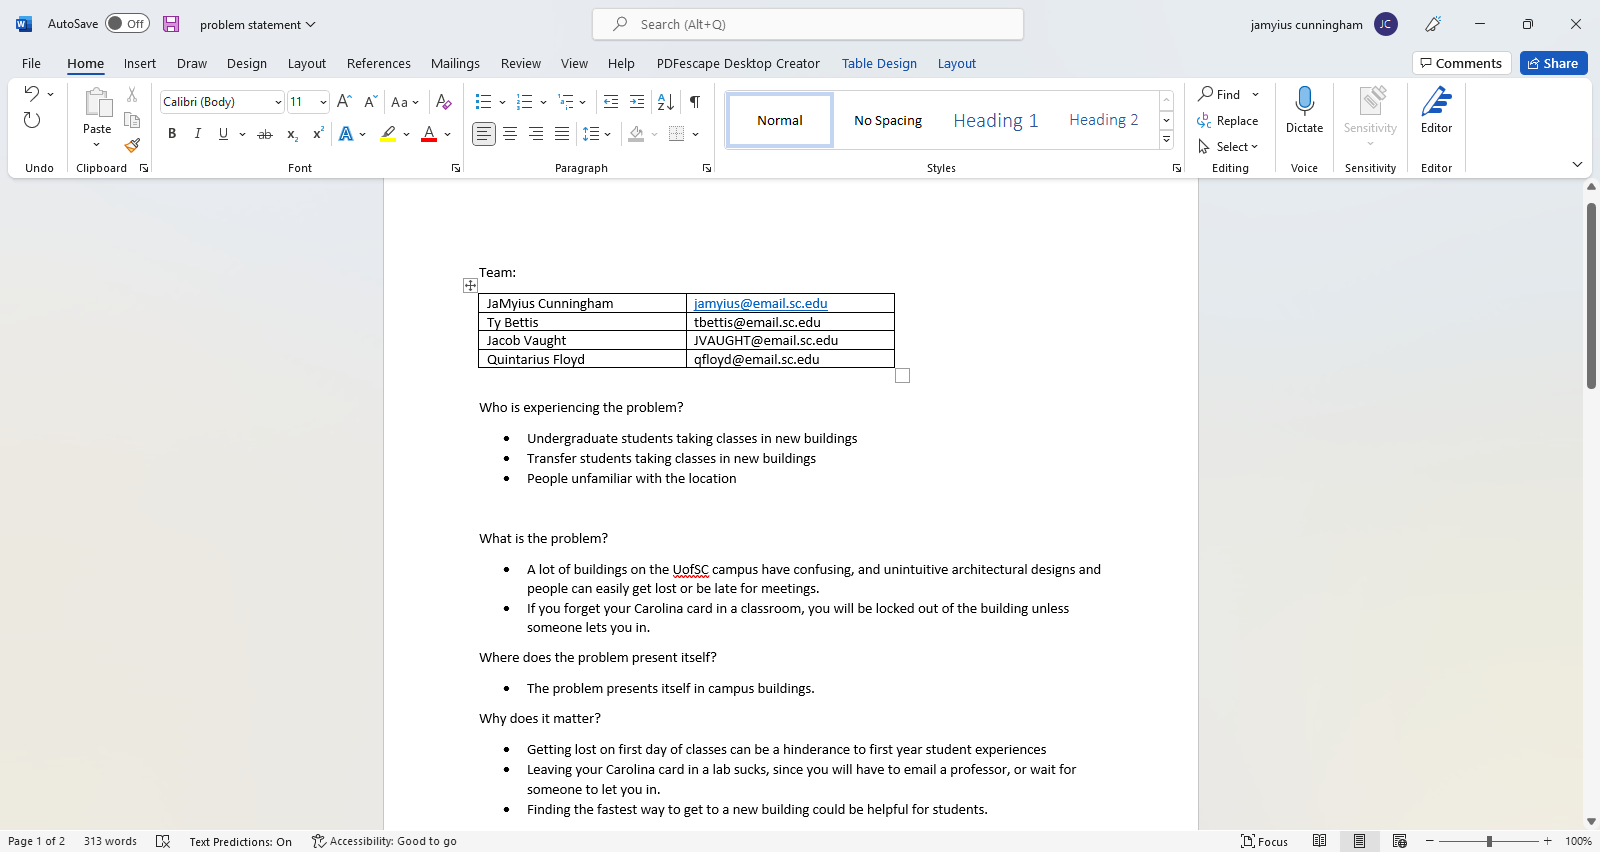 AutoSave Off problem statement Search (Alt+Q) jamyius cunningham JC
File Home Insert Draw Design Layout References Mailings Review View Help PDFescape Desktop Creator Table Design Layout Comments Share
Calibri (Body) 11 Aa
Paste
B I U ab x₂ x² A A
Normal No Spacing Heading 1 Heading 2
Find
Replace
Select
Dictate Sensitivity Editor
Undo Clipboard Font Paragraph Styles Editing Voice Sensitivity Editor
Team:
JaMyius Cunningham jamyius@email.sc.edu
Ty Bettis tbettis@email.sc.edu
Jacob Vaught JVAUGHT@email.sc.edu
Quintarius Floyd qfloyd@email.sc.edu
Who is experiencing the problem?
• Undergraduate students taking classes in new buildings
• Transfer students taking classes in new buildings
• People unfamiliar with the location
What is the problem?
• A lot of buildings on the UofSC campus have confusing, and unintuitive architectural designs and
people can easily get lost or be late for meetings.
• If you forget your Carolina card in a classroom, you will be locked out of the building unless
someone lets you in.
Where does the problem present itself?
• The problem presents itself in campus buildings.
Why does it matter?
• Getting lost on first day of classes can be a hinderance to first year student experiences
• Leaving your Carolina card in a lab sucks, since you will have to email a professor, or wait for
someone to let you in.
• Finding the fastest way to get to a new building could be helpful for students.
Page 1 of 2 313 words Text Predictions: On Accessibility: Good to go Focus 100%